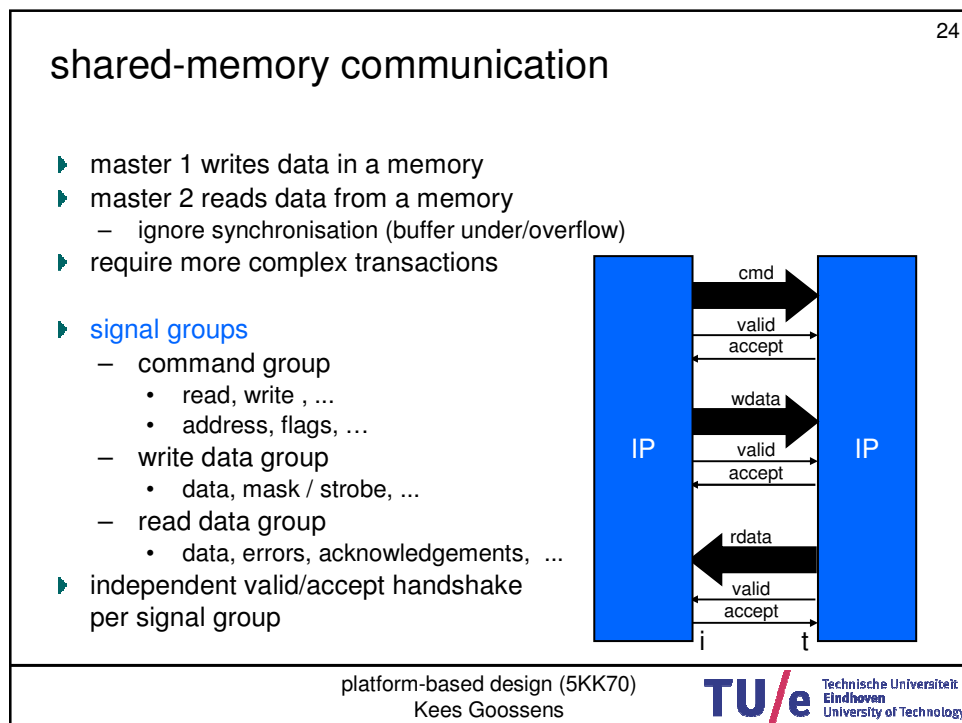 24
shared-memory communication
master 1 writes data in a memory
master 2 reads data from a memory
– ignore synchronisation (buffer under/overflow)
require more complex transactions
signal groups
– command group
• read, write , ...
• address, flags, …
– write data group
• data, mask / strobe, ...
– read data group
• data, errors, acknowledgements, ...
independent valid/accept handshake
per signal group
IP
cmd
valid
accept
wdata
valid
accept
rdata
valid
accept
i
t
IP
platform-based design (5KK70)
Kees Goossens
TU/e
Technische Universiteit
Eindhoven
University of Technology